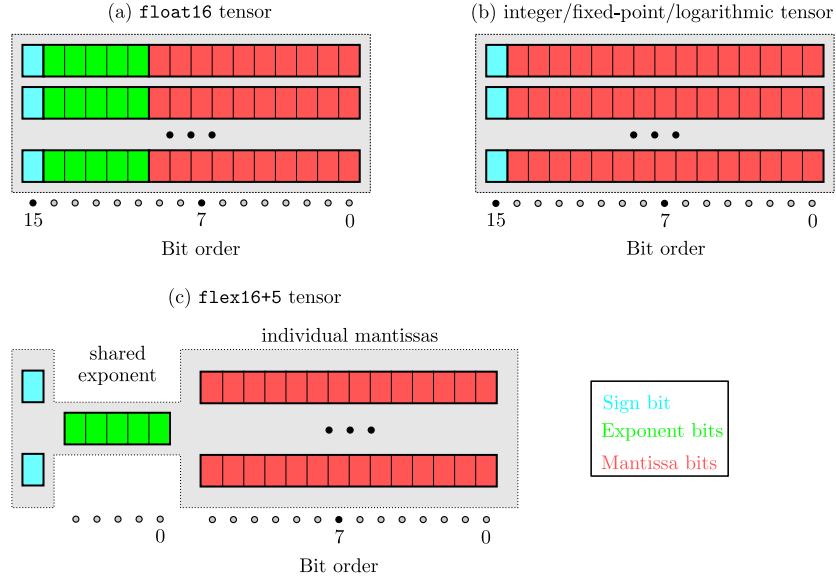 (a) float16 tensor
15 7 0
Bit order
(b) integer/fixed-point/logarithmic tensor
15 7 0
Bit order
(c) flex16+5 tensor
shared
exponent
individual mantissas
0 7 0
Bit order
Sign bit
Exponent bits
Mantissa bits